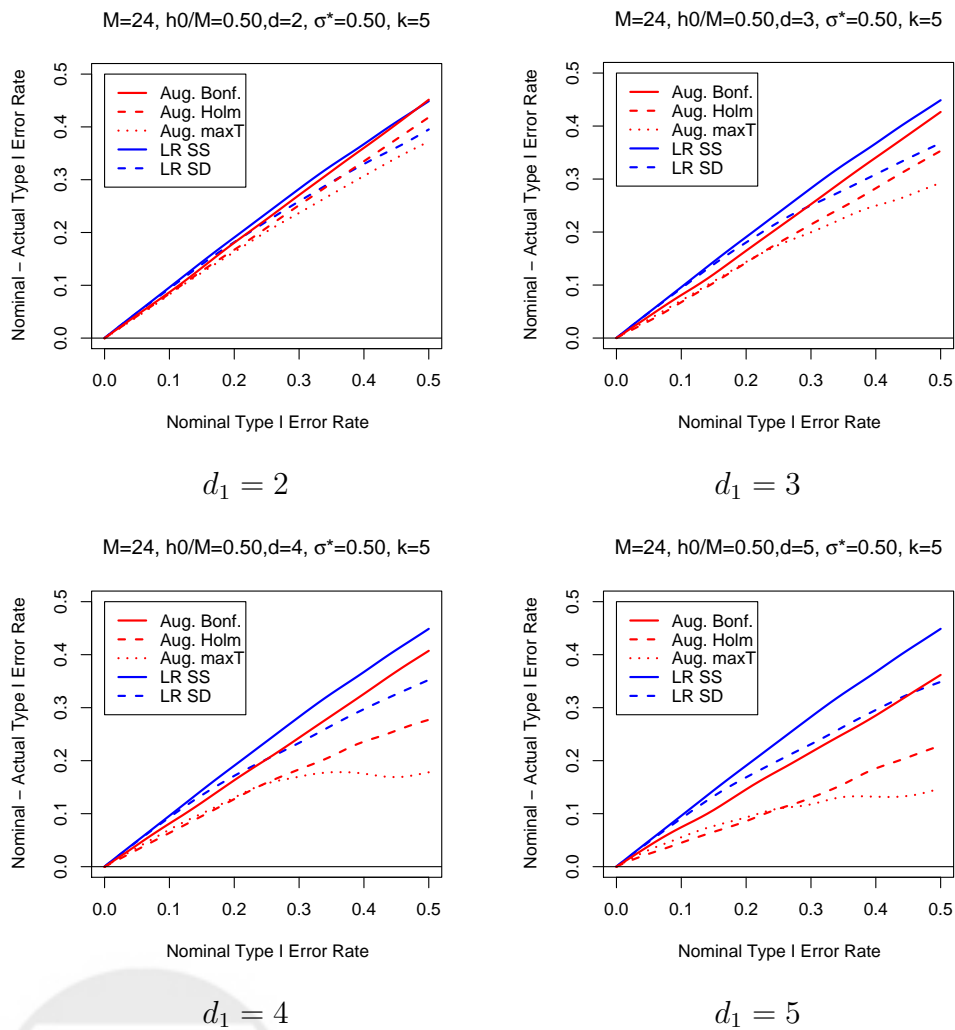 M=24, h0/M=0.50,d=2, σ*=0.50, k=5
Nominal − Actual Type I Error Rate
0.5
0.4
0.3
0.2
0.1
0.0
Aug. Bonf.
Aug. Holm
Aug. maxT
LR SS
LR SD
0.0 0.1 0.2 0.3 0.4 0.5
Nominal Type I Error Rate
d₁ = 2
M=24, h0/M=0.50,d=3, σ*=0.50, k=5
Nominal − Actual Type I Error Rate
0.5
0.4
0.3
0.2
0.1
0.0
Aug. Bonf.
Aug. Holm
Aug. maxT
LR SS
LR SD
0.0 0.1 0.2 0.3 0.4 0.5
Nominal Type I Error Rate
d₁ = 3
M=24, h0/M=0.50,d=4, σ*=0.50, k=5
Nominal − Actual Type I Error Rate
0.5
0.4
0.3
0.2
0.1
0.0
Aug. Bonf.
Aug. Holm
Aug. maxT
LR SS
LR SD
0.0 0.1 0.2 0.3 0.4 0.5
Nominal Type I Error Rate
d₁ = 4
M=24, h0/M=0.50,d=5, σ*=0.50, k=5
Nominal − Actual Type I Error Rate
0.5
0.4
0.3
0.2
0.1
0.0
Aug. Bonf.
Aug. Holm
Aug. maxT
LR SS
LR SD
0.0 0.1 0.2 0.3 0.4 0.5
Nominal Type I Error Rate
d₁ = 5